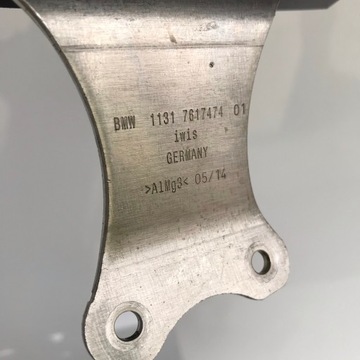 BMW 1131 7617474 01
iwis
GERMANY
>AlMg3< 05/14